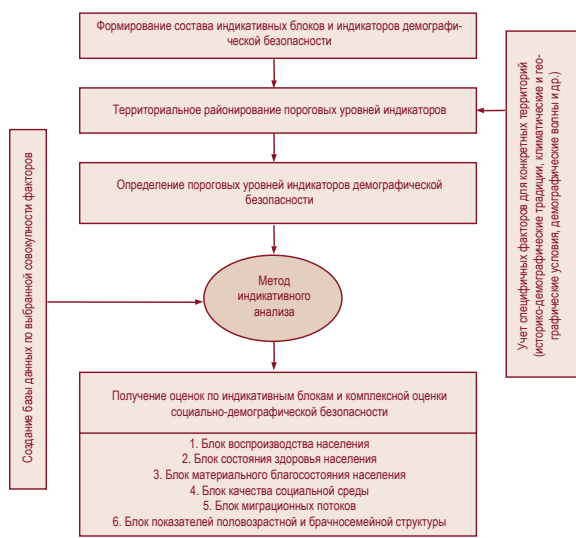 Формирование состава индикативных блоков и индикаторов демографи-
ческой безопасности
Территориальное районирование пороговых уровней индикаторов
Определение пороговых уровней индикаторов демографической
безопасности
Метод
индикативного
анализа
Получение оценок по индикативным блокам и комплексной оценки
социально-демографической безопасности
1. Блок воспроизводства населения
2. Блок состояния здоровья населения
3. Блок материального благосостояния населения
4. Блок качества социальной среды
5. Блок миграционных потоков
6. Блок показателей половозрастной и брачносемейной структуры
Создание базы данных по выбранной совокупности факторов
Учет специфичных факторов для конкретных территорий
(историко-демографические традиции, климатические и гео-
графические условия, демографические волны и др.)